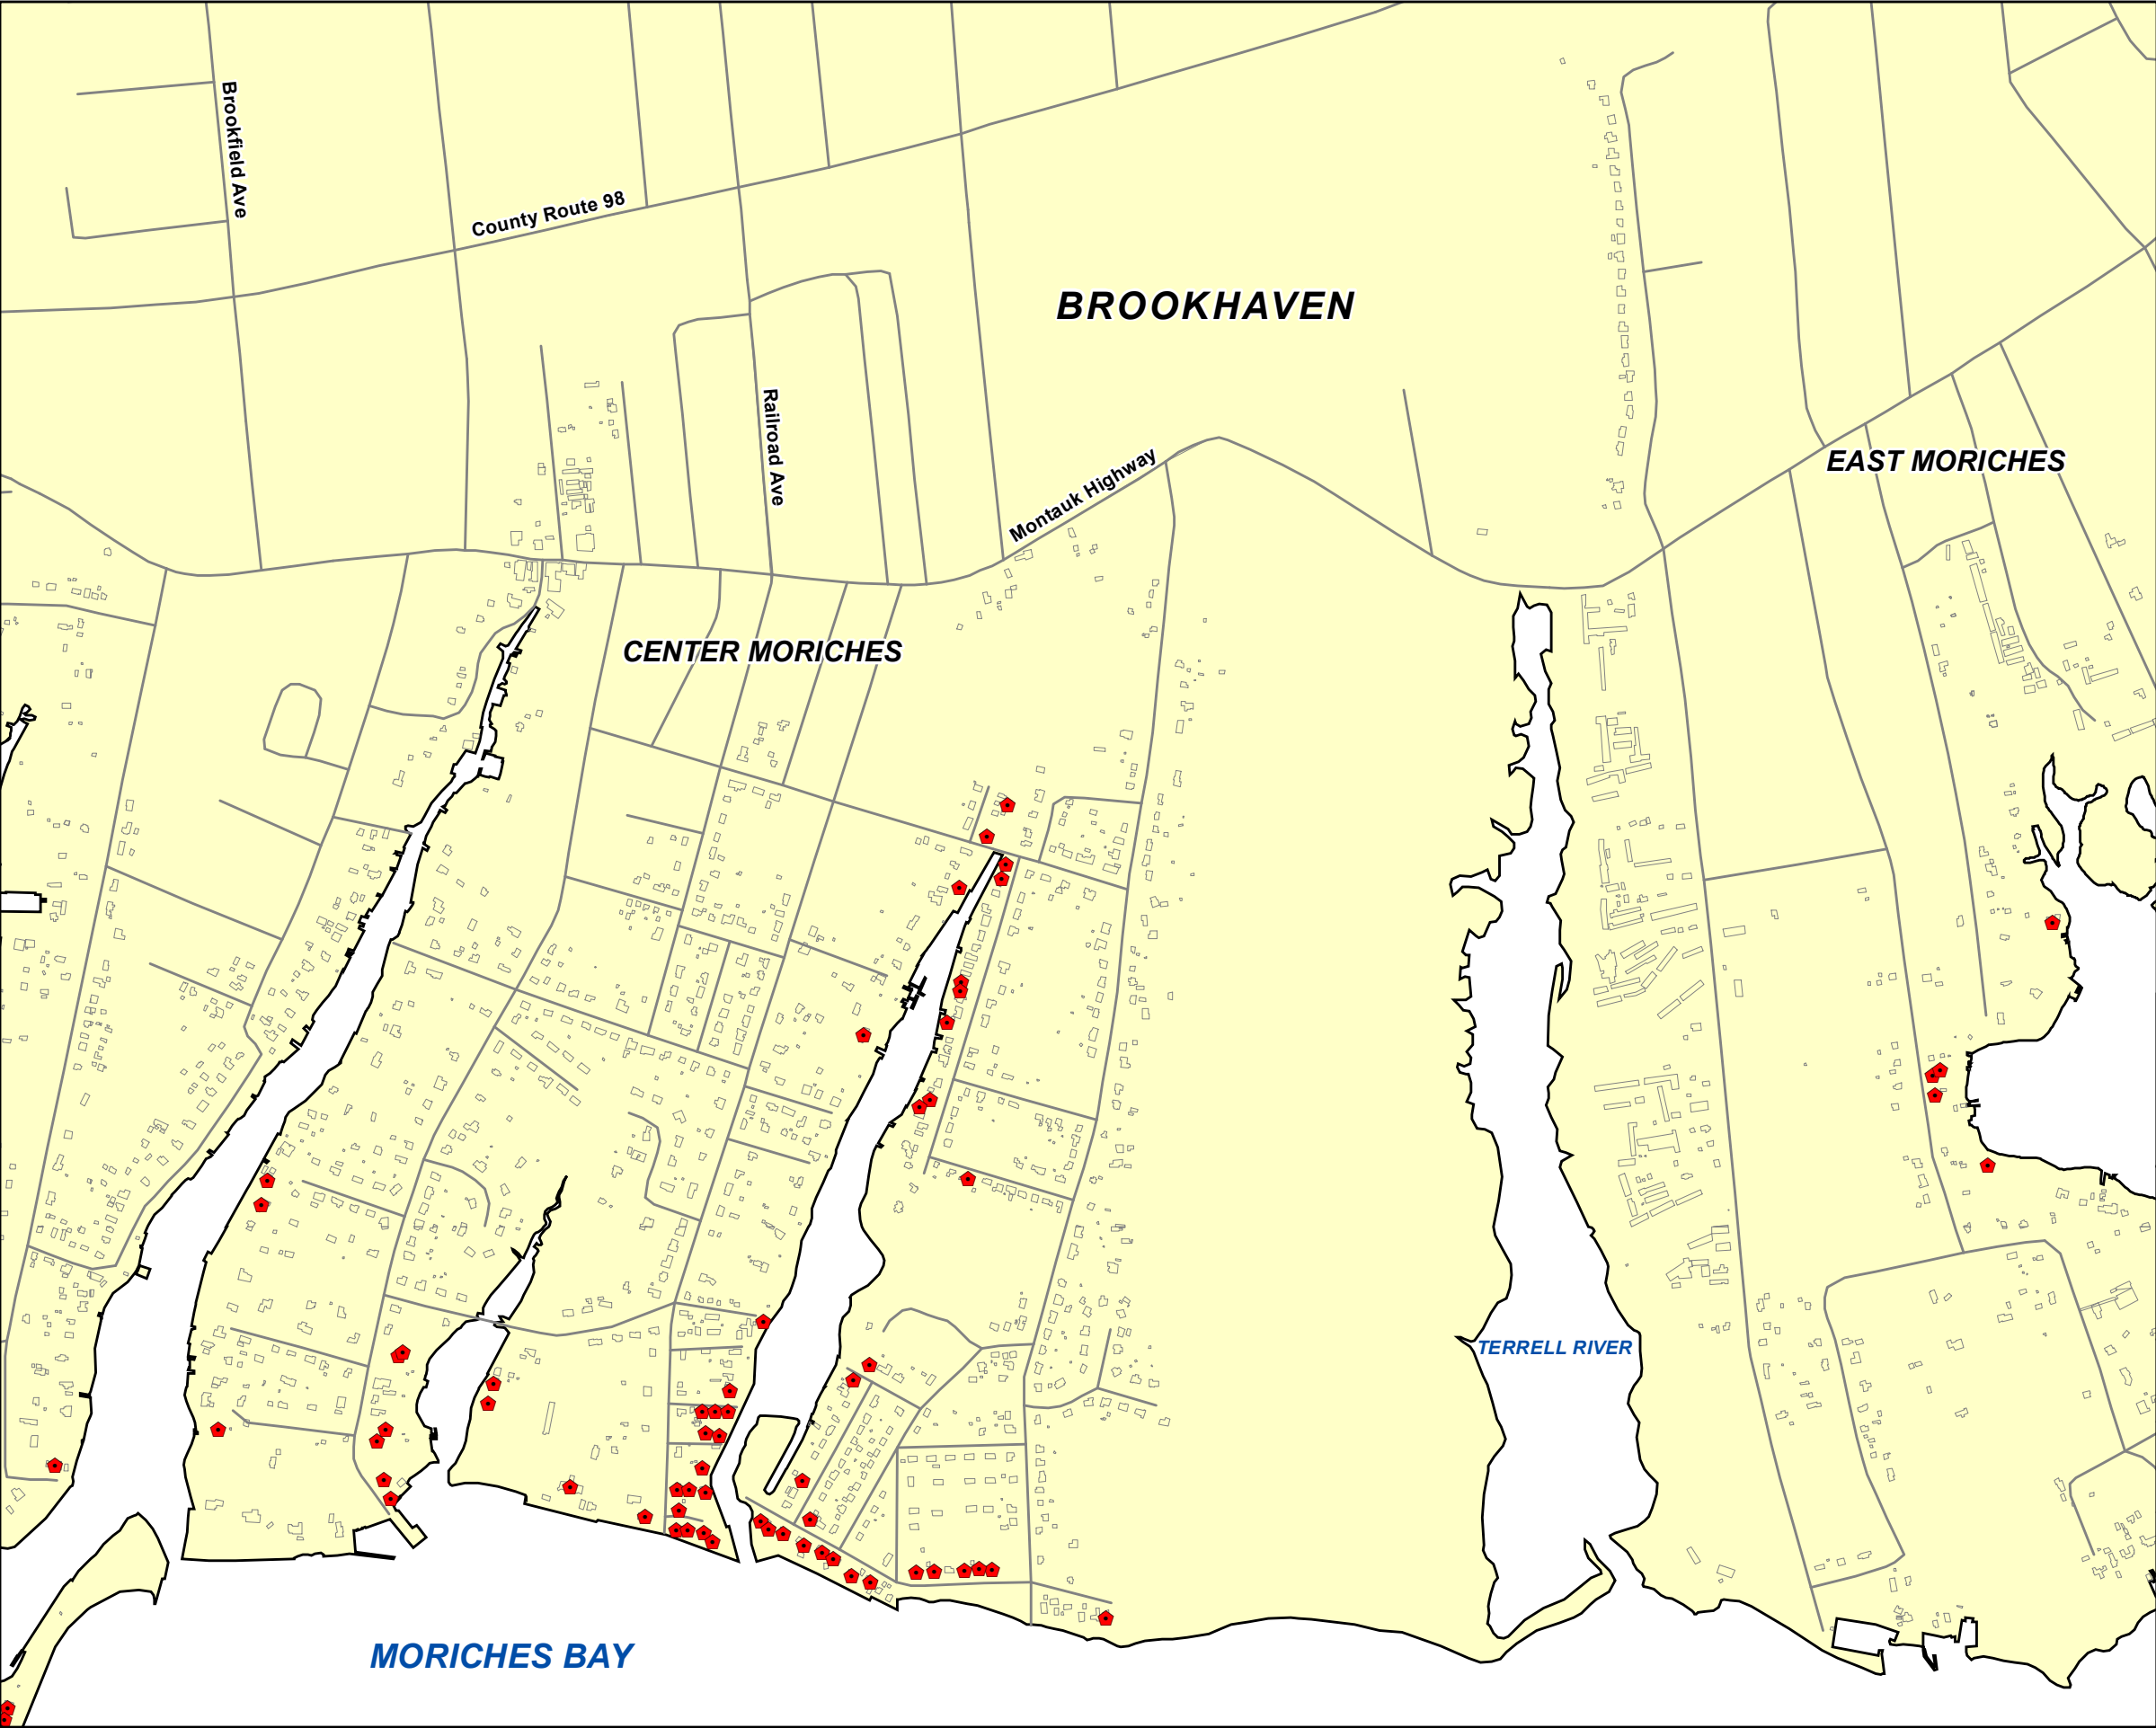 Brookfield Ave
County Route 98
BROOKHAVEN
Railroad Ave
Montauk Highway
EAST MORICHES
CENTER MORICHES
TERRELL RIVER
MORICHES BAY